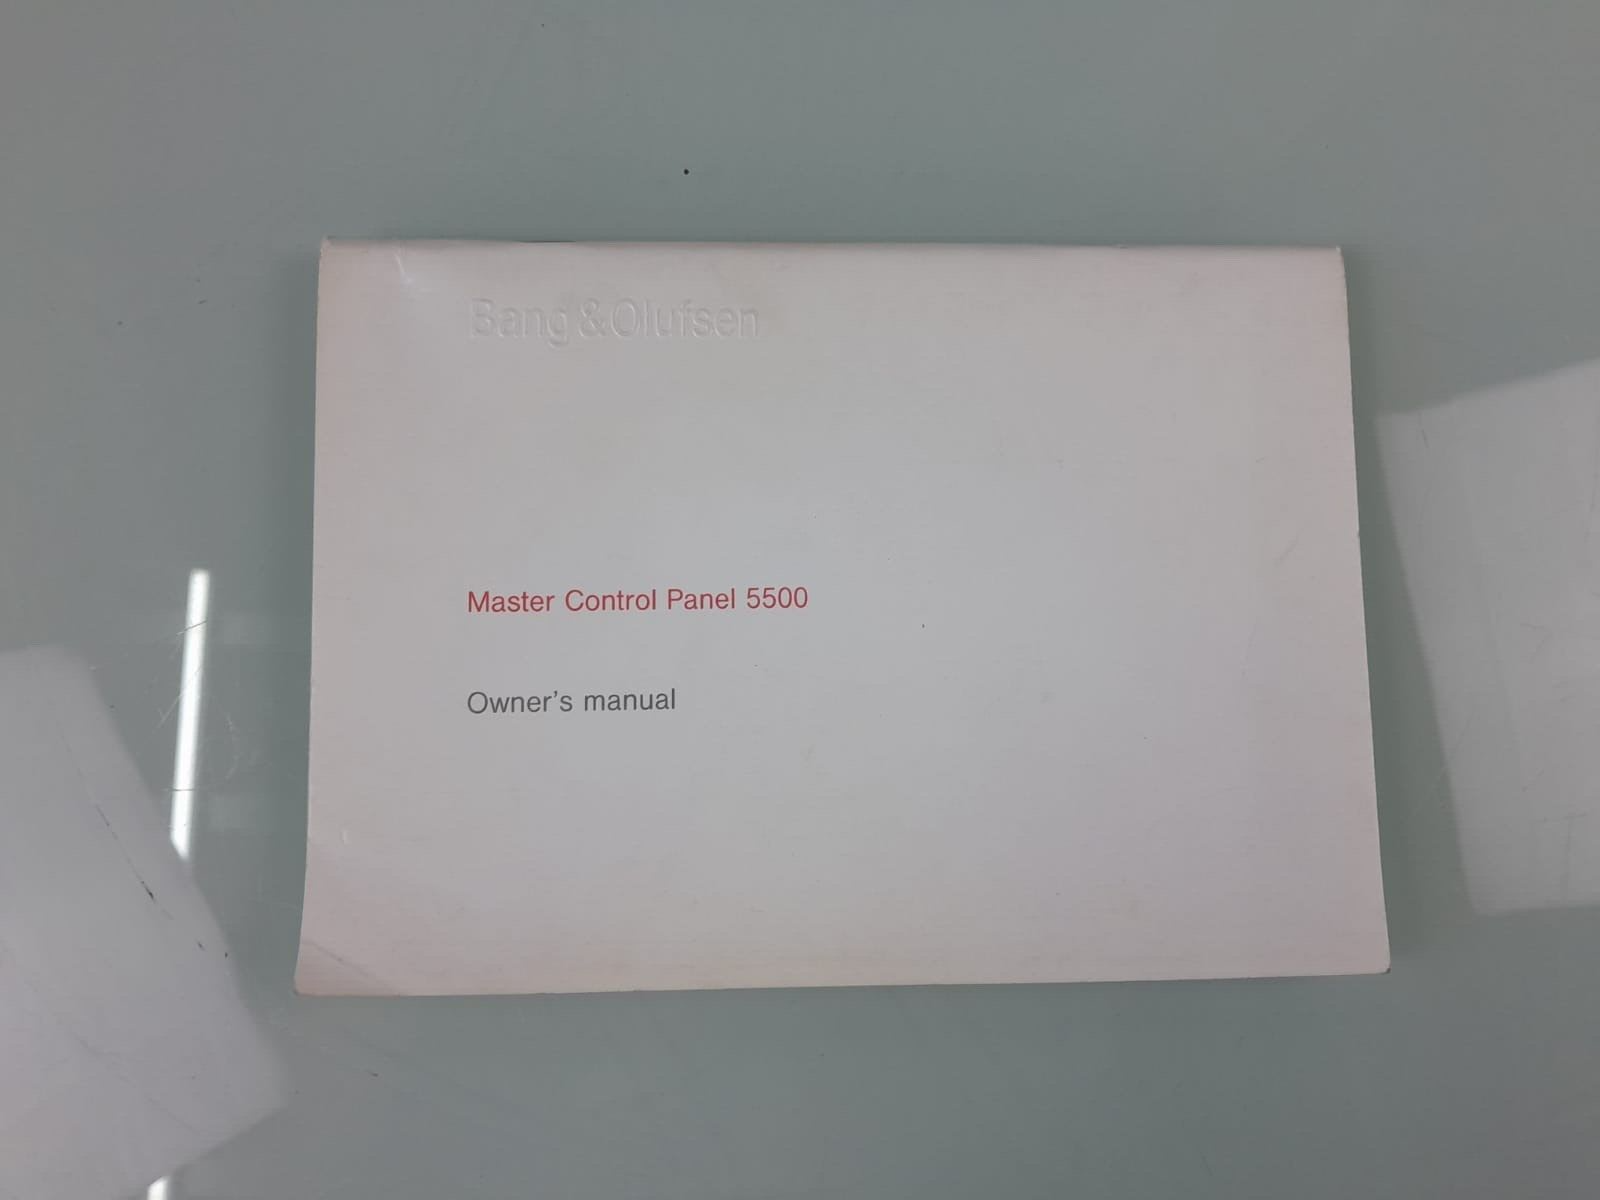 Bang & Olufsen
Master Control Panel 5500
Owner's manual